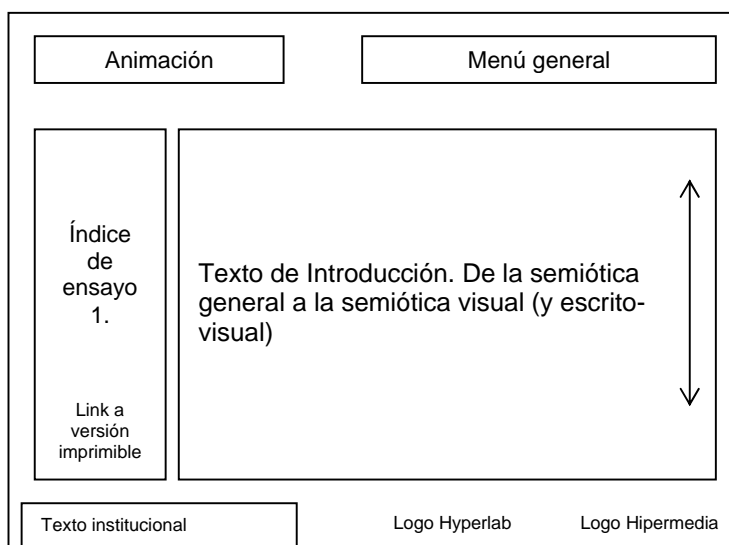 Animación
Menú general
Índice
de
ensayo
1.
Link a
versión
imprimible
Texto de Introducción. De la semiótica
general a la semiótica visual (y escrito-
visual)
Texto institucional
Logo Hyperlab
Logo Hipermedia